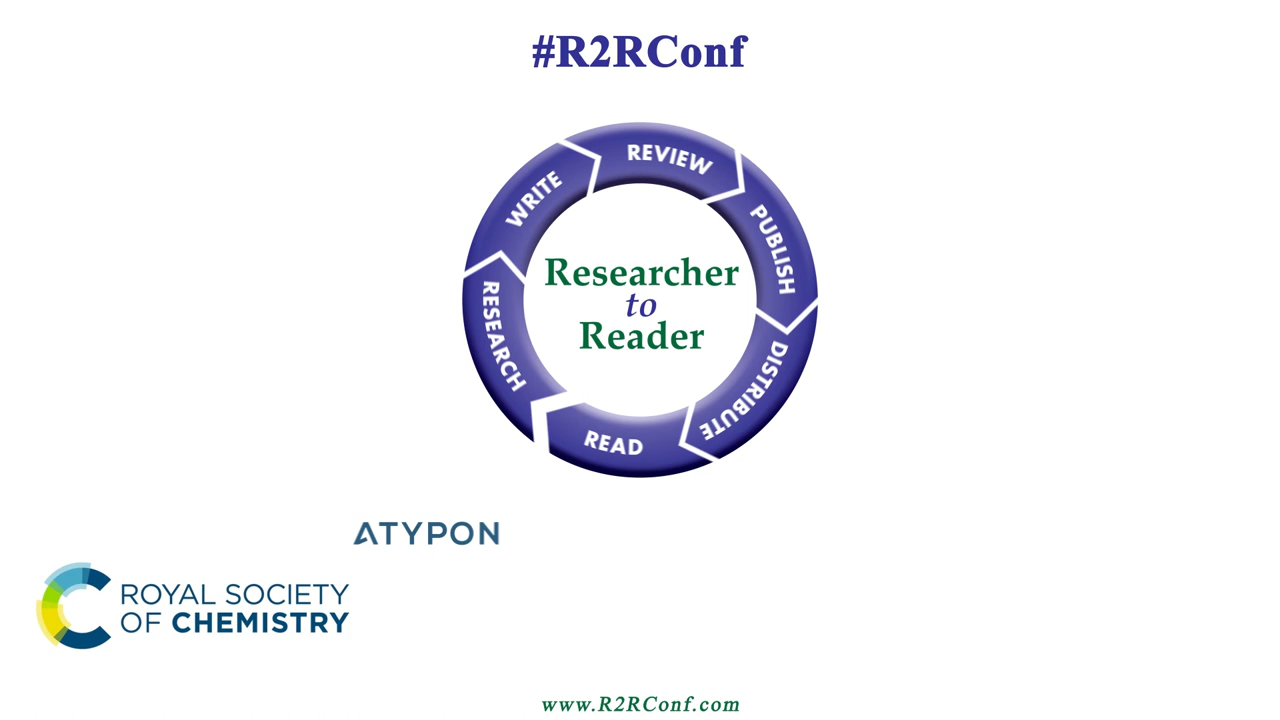 #R2RConf
REVIEW
WRITE
PUBLISH
RESEARCH
DISTRIBUTE
READ
Researcher
to
Reader
ATYPON
ROYAL SOCIETY
OF CHEMISTRY
www.R2RConf.com